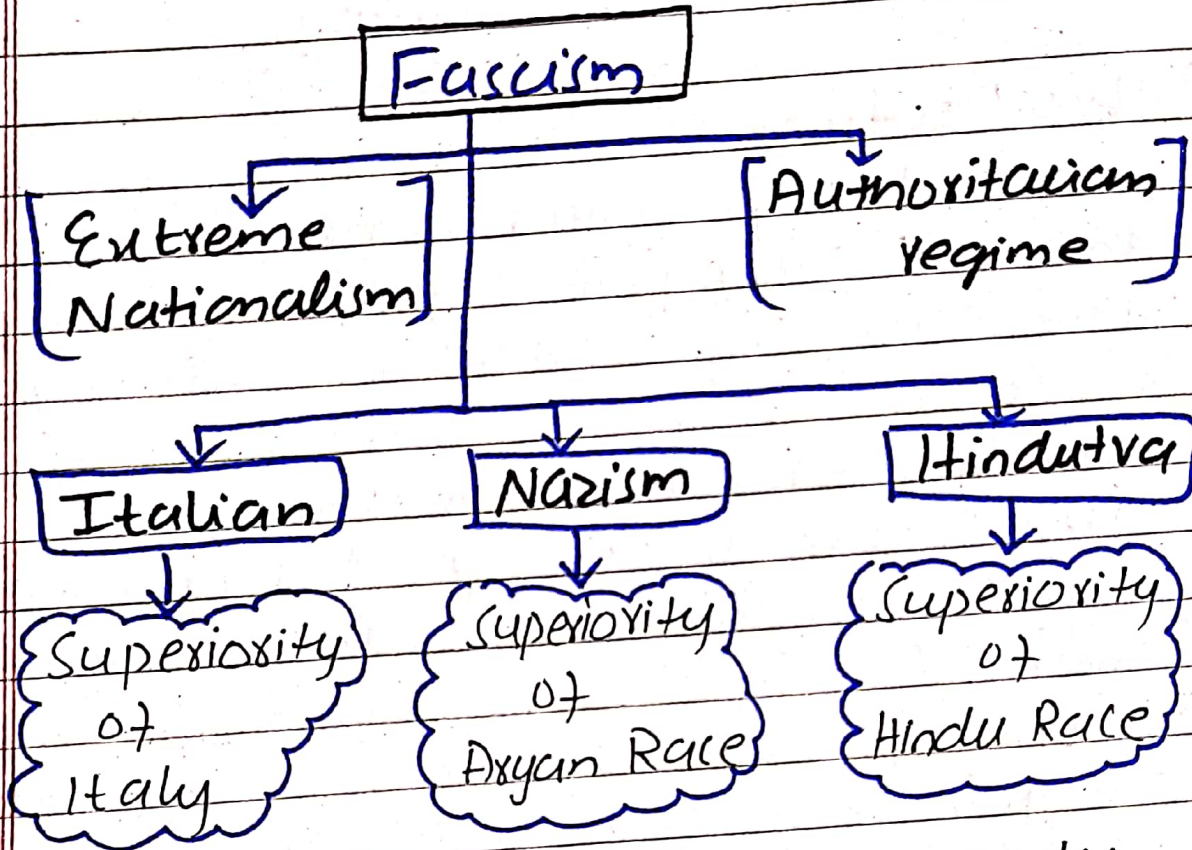 Fascism
Extreme
Nationalism
Authoritarian
regime
Italian
Nazism
Hindutva
Superiority
of
Italy
Superiority
of
Aryan Race
Superiority
of
Hindu Race